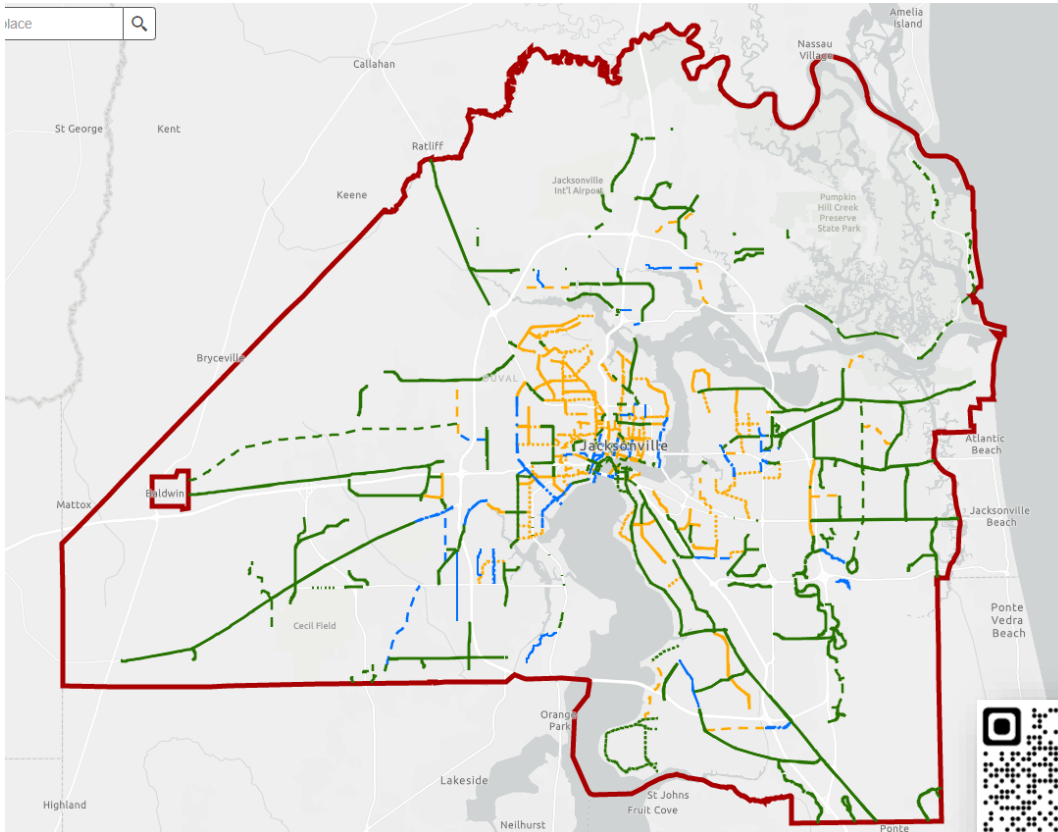 place
Amelia
Island
Nassau
Village
Callahan
St George
Kent
Ratliff
Jacksonville
Int'l Airport
Keene
Pumpkin
Hill Creek
Preserve
State Park
Bryceville
DUVAL
Jacksonville
Atlantic
Beach
Baldwin
Mattox
Jacksonville
Beach
Cecil Field
Ponte
Vedra
Beach
Orange
Park
Lakeside
St Johns
Highland
Fruit Cove
Neilhurst
Ponte